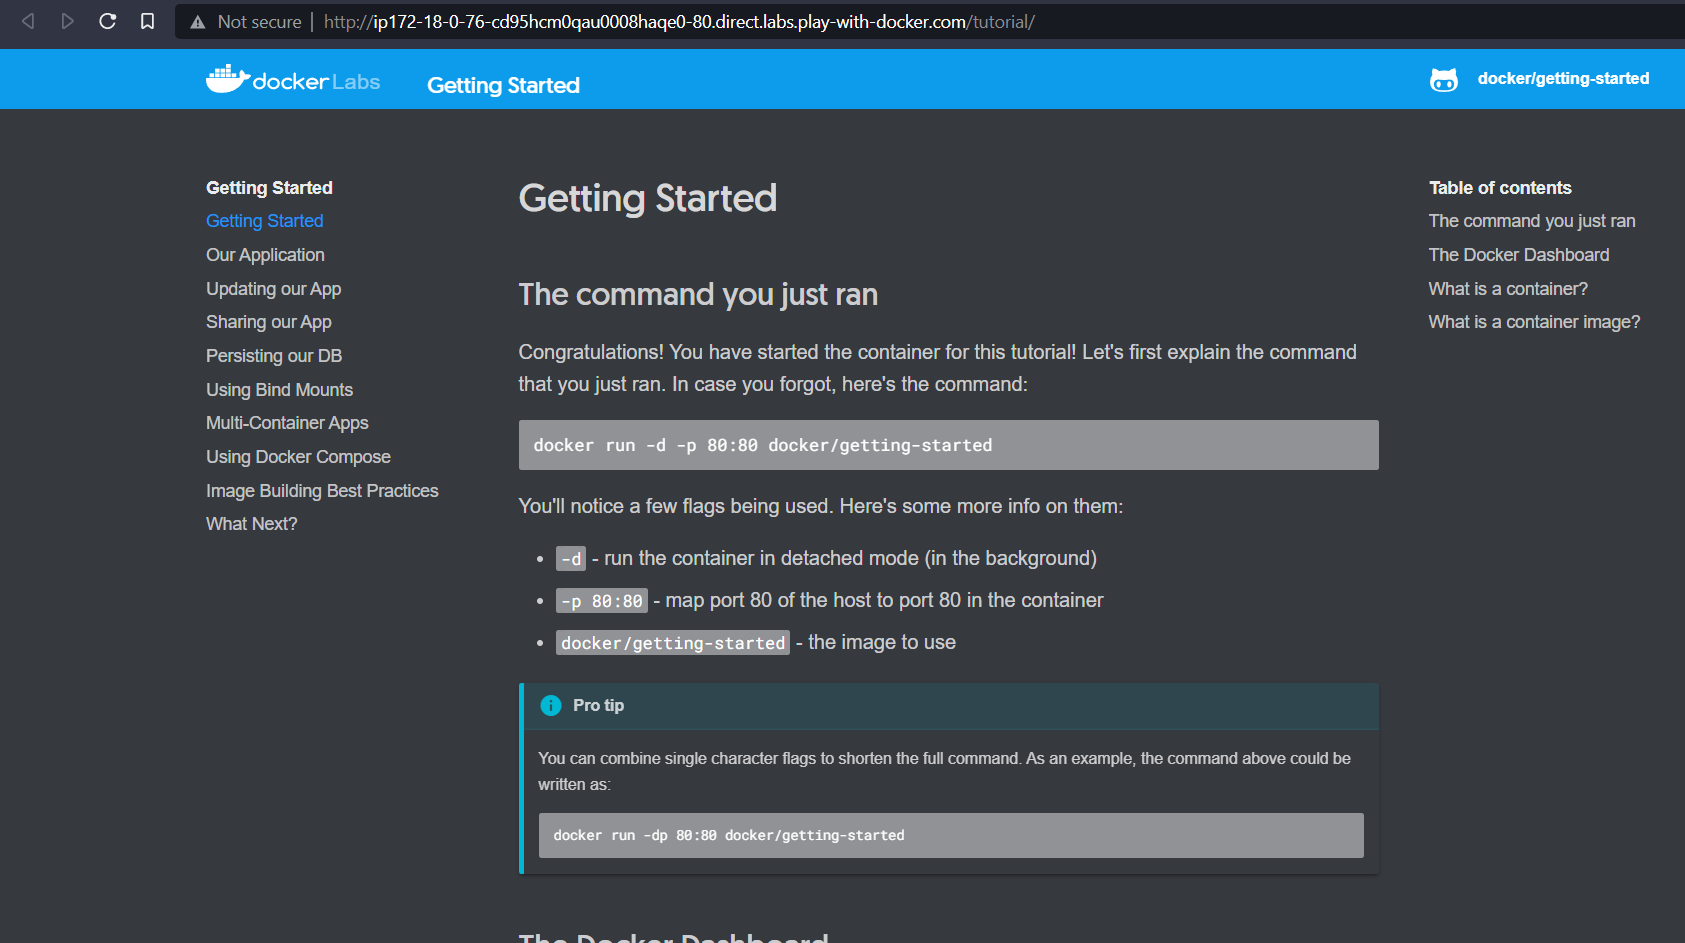 Not secure | http://ip172-18-0-76-cd95hcm0qau0008haqe0-80.direct.labs.play-with-docker.com/tutorial/
docker Labs
Getting Started
docker/getting-started
Getting Started
Getting Started
Our Application
Updating our App
Sharing our App
Persisting our DB
Using Bind Mounts
Multi-Container Apps
Using Docker Compose
Image Building Best Practices
What Next?
Getting Started
The command you just ran
Congratulations! You have started the container for this tutorial! Let's first explain the command
that you just ran. In case you forgot, here's the command:
docker run -d -p 80:80 docker/getting-started
You'll notice a few flags being used. Here's some more info on them:
• -d - run the container in detached mode (in the background)
• -p 80:80 - map port 80 of the host to port 80 in the container
• docker/getting-started - the image to use
Pro tip
You can combine single character flags to shorten the full command. As an example, the command above could be
written as:
docker run -dp 80:80 docker/getting-started
The Docker Dashboard
Table of contents
The command you just ran
The Docker Dashboard
What is a container?
What is a container image?